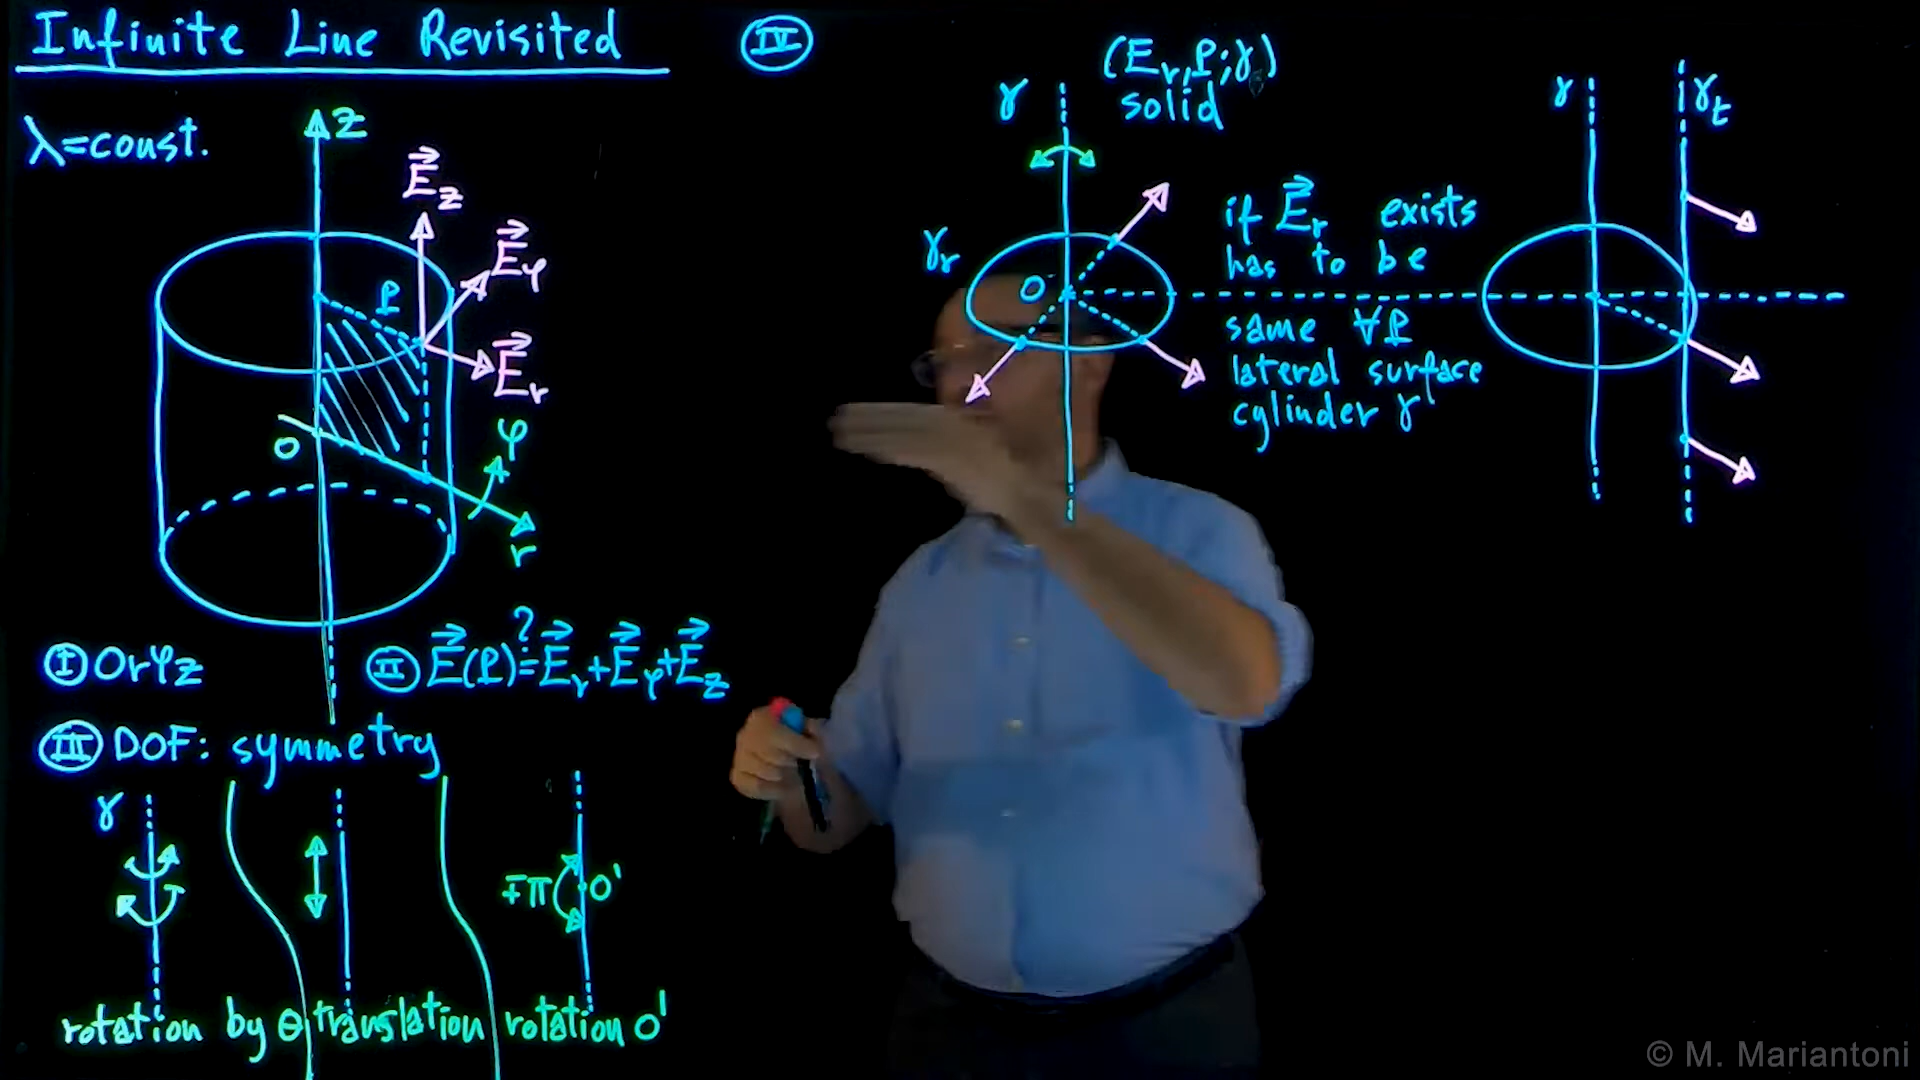 Infinite Line Revisited
λ=const.
z
E⃗z
E⃗φ
P
E⃗r
φ
O
r
Ⓘ Orφz
Ⓘⓘ E⃗(P) ?= E⃗r+E⃗φ+E⃗z
ⒾⒾⒾ DOF: symmetry
γ
∓π
O'
rotation by θ
translation
rotation O'
ⒾⓋ
γ
(Er,P;γ)
solid
γr
O
if E⃗r exists
has to be
same ∀P
lateral surface
cylinder γ
γ
γt
© M. Mariantoni